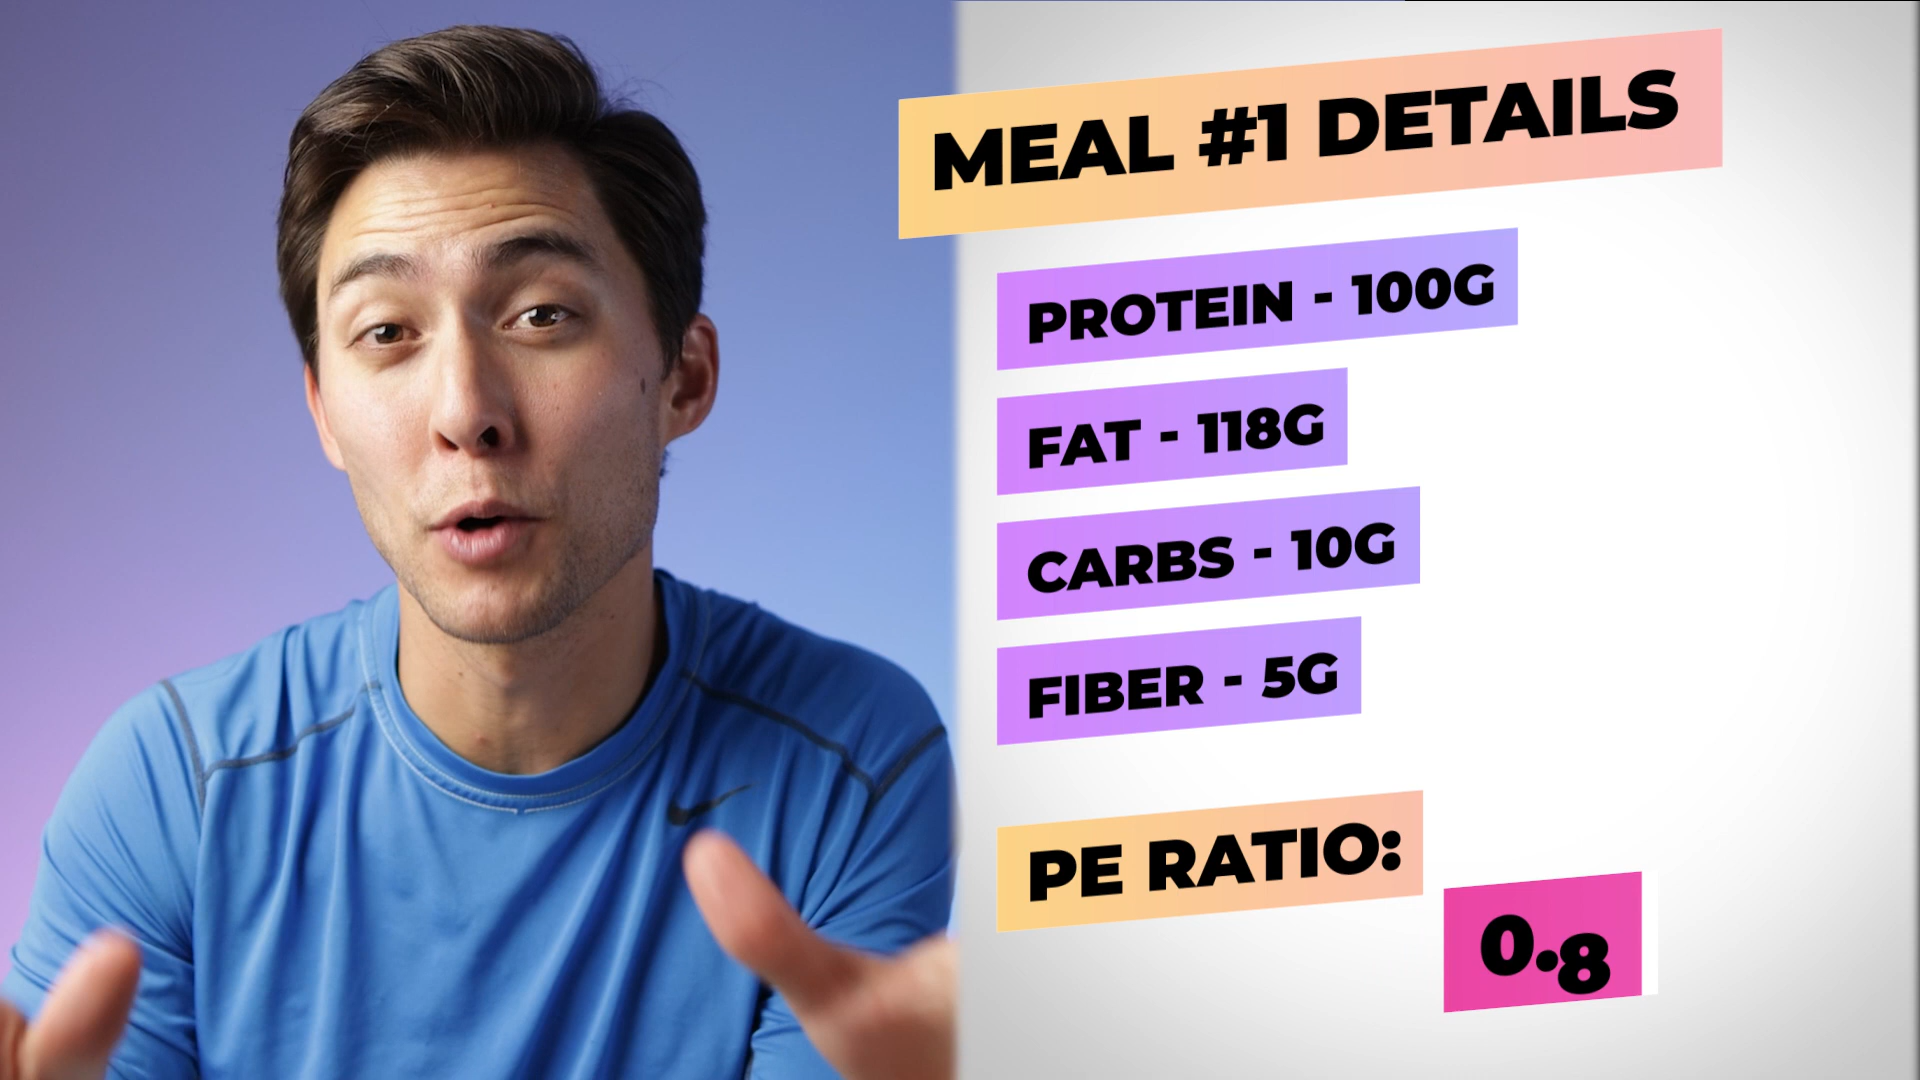 MEAL #1 DETAILS
PROTEIN - 100G
FAT - 118G
CARBS - 10G
FIBER - 5G
PE RATIO:
0.8